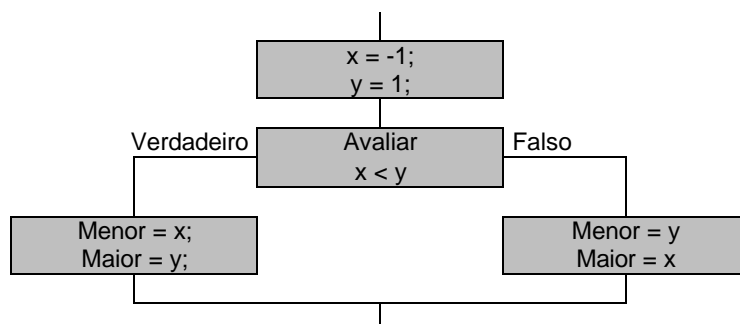 x = -1;
y = 1;
Verdadeiro
Avaliar
x < y
Falso
Menor = x;
Maior = y;
Menor = y
Maior = x